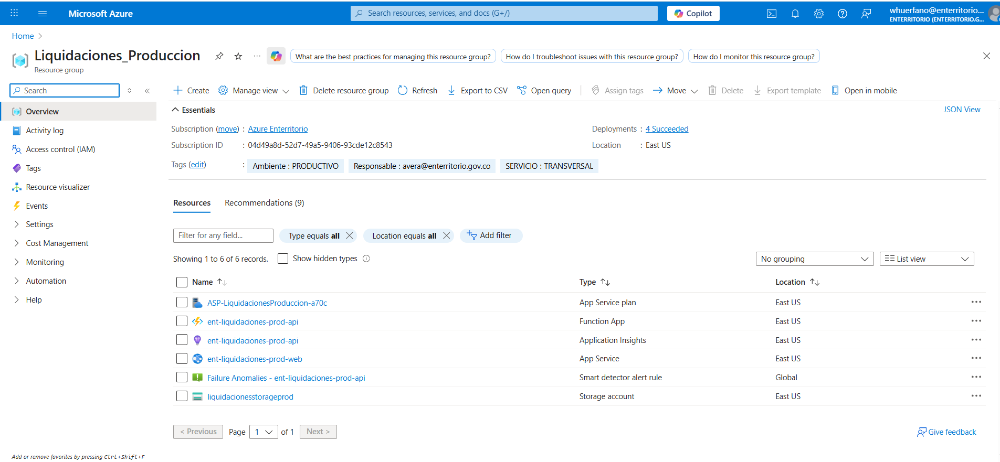 Microsoft Azure
Search resources, services, and docs (G+/)
Copilot
whuerfano@enterritorio...
ENTERRITORIO (ENTERRITORIO.G...
Home
Liquidaciones_Produccion
Resource group
What are the best practices for managing this resource group?
How do I troubleshoot issues with this resource group?
How do I monitor this resource group?
Search
Create
Manage view
Delete resource group
Refresh
Export to CSV
Open query
Assign tags
Move
Delete
Export template
Open in mobile
Overview
Activity log
Access control (IAM)
Tags
Resource visualizer
Events
Settings
Cost Management
Monitoring
Automation
Help
Essentials
JSON View
Subscription (move) : Azure Enterritorio
Deployments : 4 Succeeded
Subscription ID : 04d49a8d-52d7-49a5-9406-93cde12c8543
Location : East US
Tags (edit) : Ambiente : PRODUCTIVO Responsable : avera@enterritorio.gov.co SERVICIO : TRANSVERSAL
Resources Recommendations (9)
Filter for any field...
Type equals all
Location equals all
Add filter
Showing 1 to 6 of 6 records.
Show hidden types
No grouping
List view
Name Type Location
ASP-LiquidacionesProduccion-a70c App Service plan East US
ent-liquidaciones-prod-api Function App East US
ent-liquidaciones-prod-api Application Insights East US
ent-liquidaciones-prod-web App Service East US
Failure Anomalies - ent-liquidaciones-prod-api Smart detector alert rule Global
liquidacionesstorageprod Storage account East US
< Previous Page 1 of 1 Next >
Give feedback
Add or remove favorites by pressing Ctrl+Shift+F